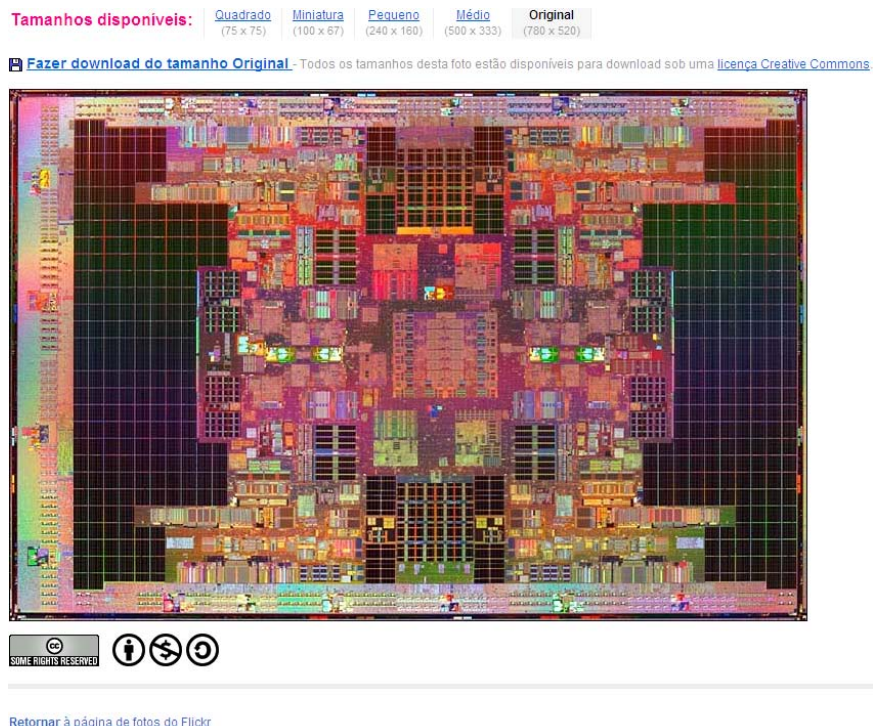 Tamanhos disponíveis:
Quadrado
(75 x 75)
Miniatura
(100 x 67)
Pequeno
(240 x 160)
Médio
(500 x 333)
Original
(780 x 520)
Fazer download do tamanho Original - Todos os tamanhos desta foto estão disponíveis para download sob uma licença Creative Commons.
cc
SOME RIGHTS RESERVED
Retornar à página de fotos do Flickr